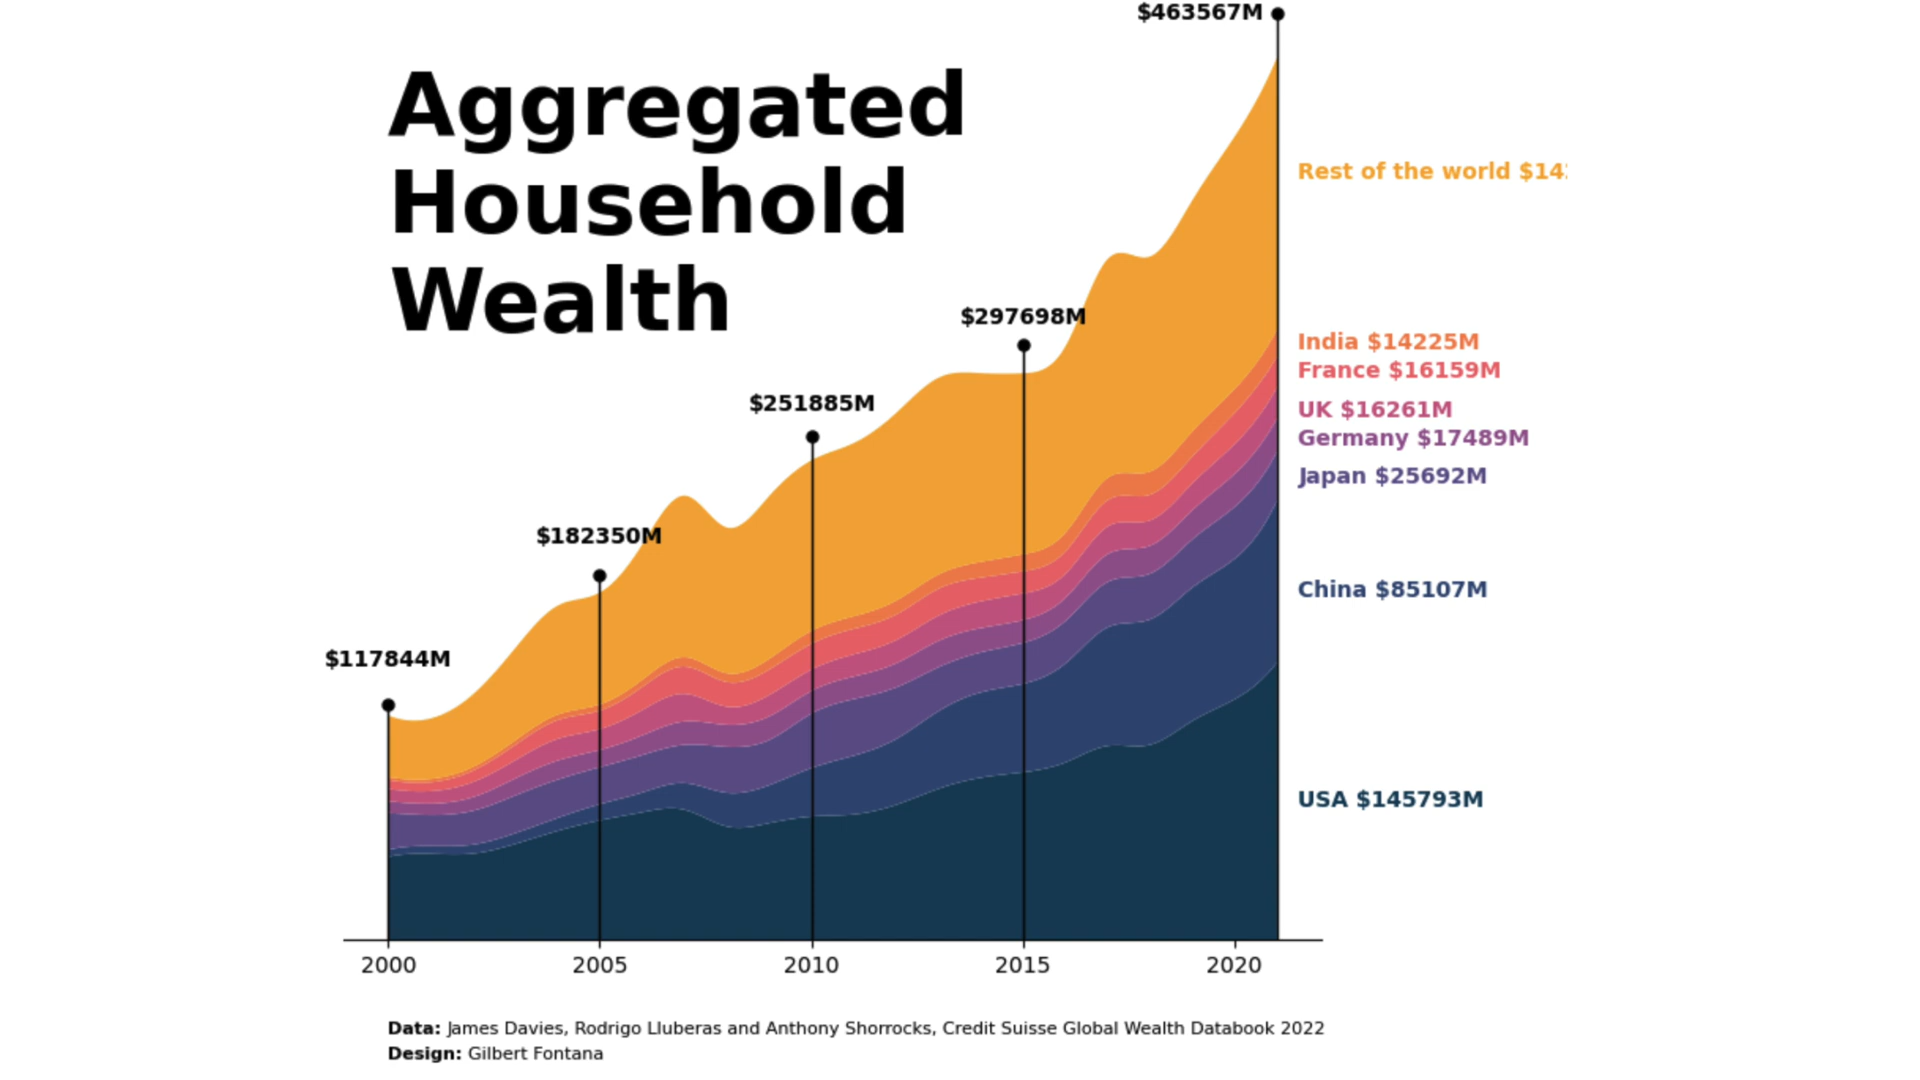 $463567M
Aggregated
Household
Wealth
Rest of the world
$297698M
India $14225M
France $16159M
$251885M
UK $16261M
Germany $17489M
Japan $25692M
$182350M
China $85107M
$117844M
USA $145793M
2000 2005 2010 2015 2020
Data: James Davies, Rodrigo Lluberas and Anthony Shorrocks, Credit Suisse Global Wealth Databook 2022
Design: Gilbert Fontana